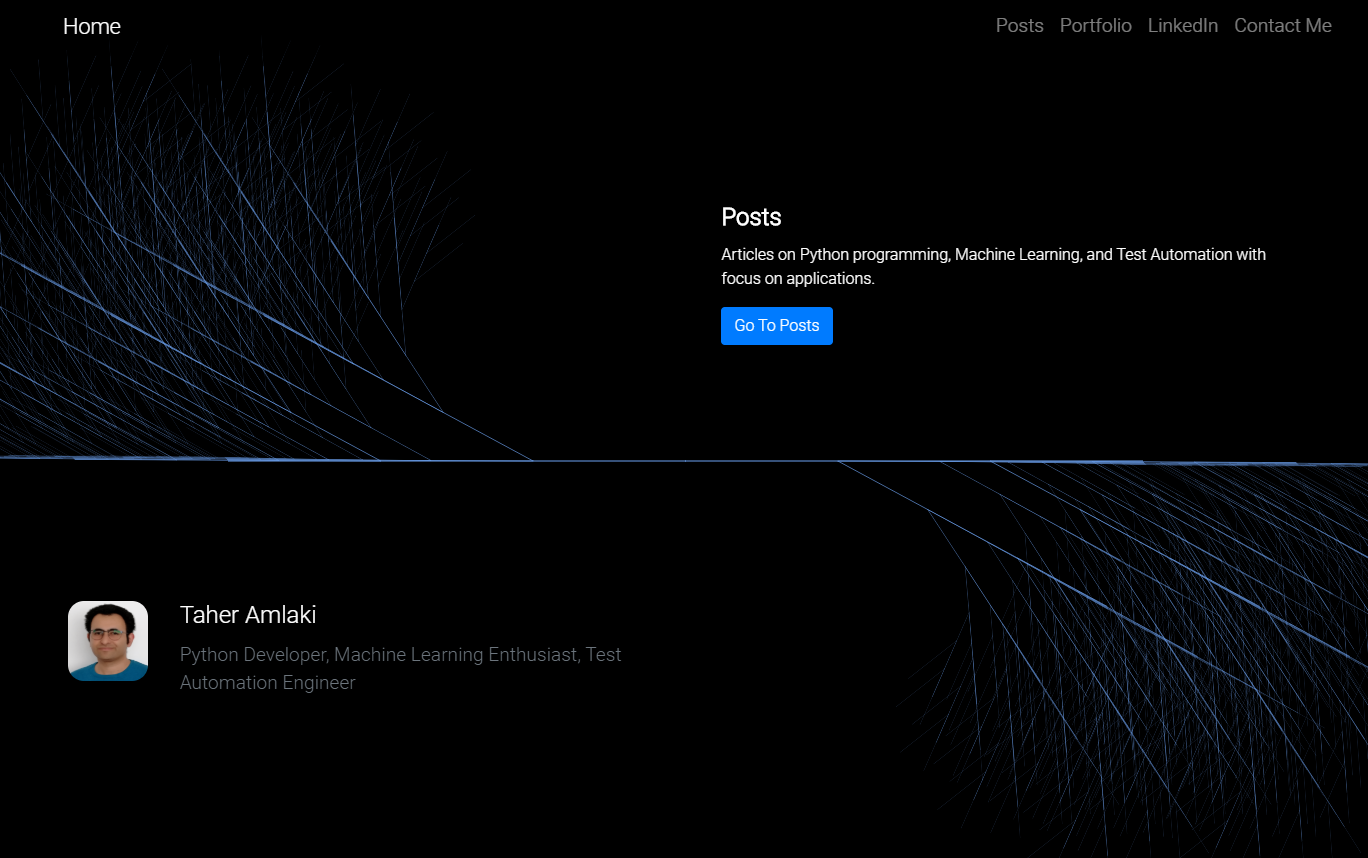 Home
Posts Portfolio LinkedIn Contact Me
Posts
Articles on Python programming, Machine Learning, and Test Automation with
focus on applications.
Go To Posts
Taher Amlaki
Python Developer, Machine Learning Enthusiast, Test
Automation Engineer